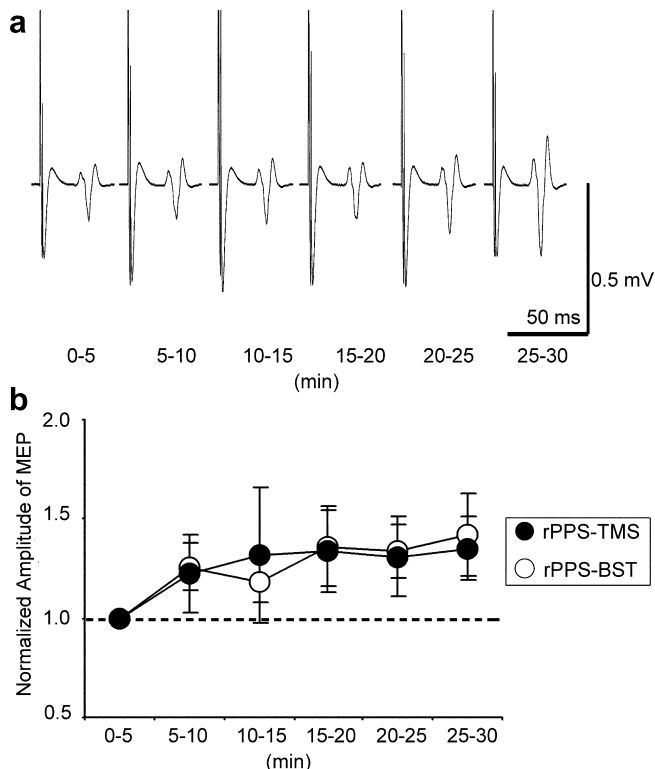 a
0.5 mV
50 ms
0-5 5-10 10-15 15-20 20-25 25-30
(min)
b
Normalized Amplitude of MEP
2.0
1.5
1.0
0.5
rPPS-TMS
rPPS-BST
0-5 5-10 10-15 15-20 20-25 25-30
(min)